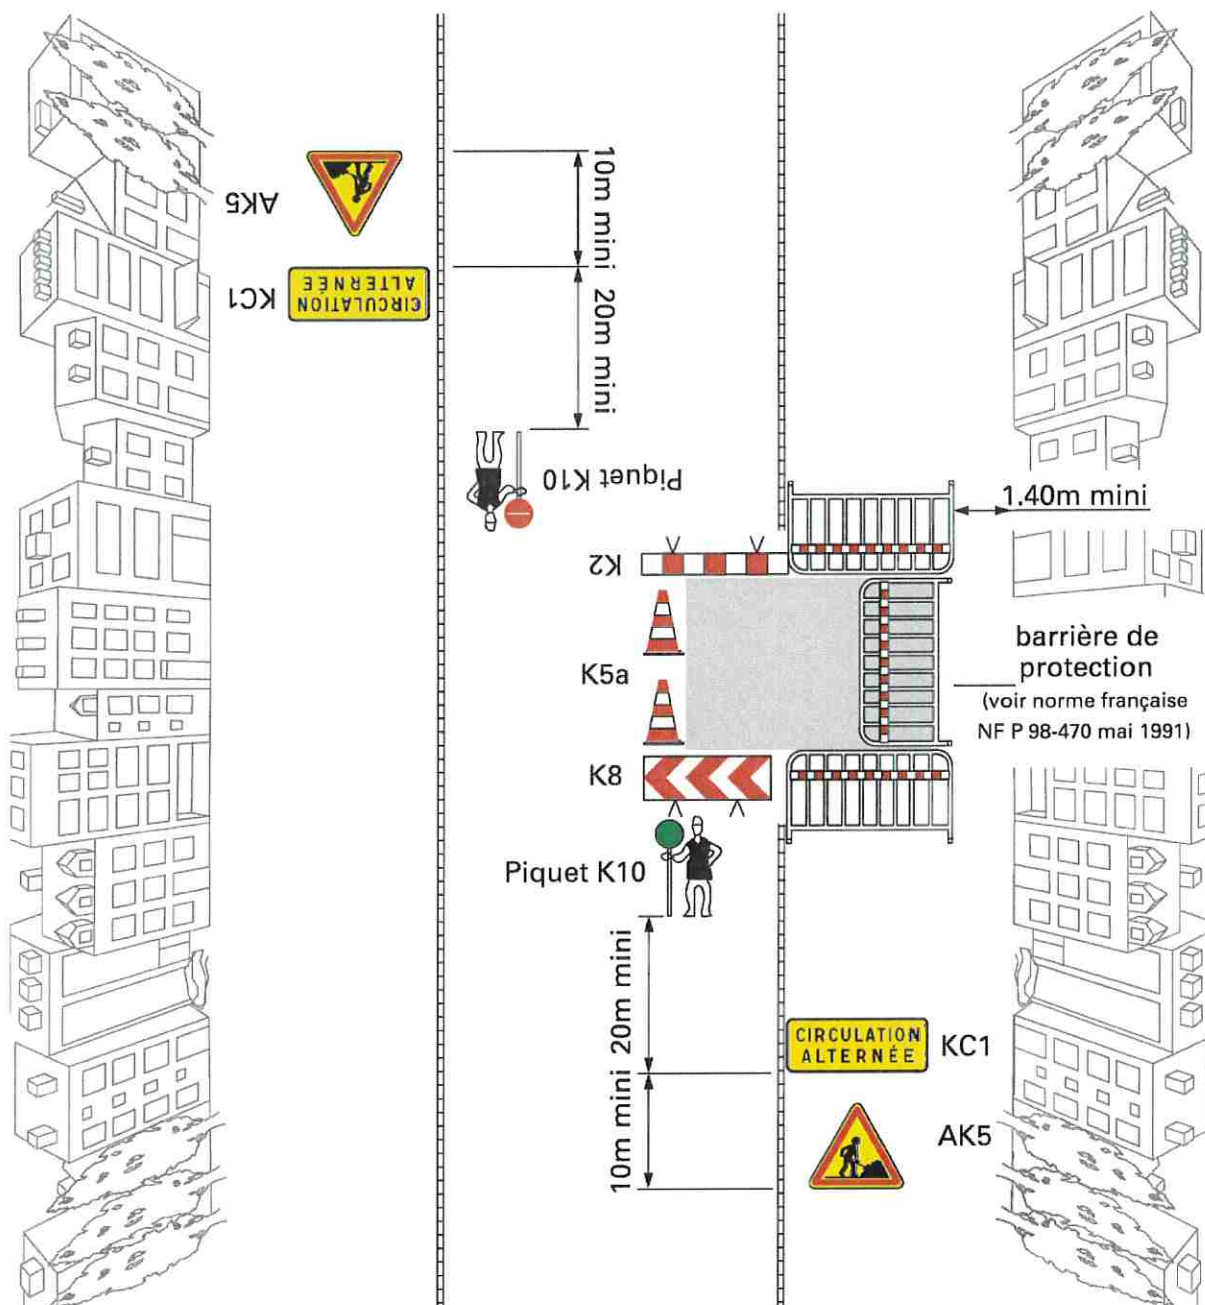 10m mini
AK5
CIRCULATION
ALTERNÉE
KC1
20m mini
Piquet K10
1.40m mini
K2
barrière de
protection
(voir norme française
NF P 98-470 mai 1991)
K5a
K8
Piquet K10
20m mini
CIRCULATION
ALTERNÉE
KC1
10m mini
AK5